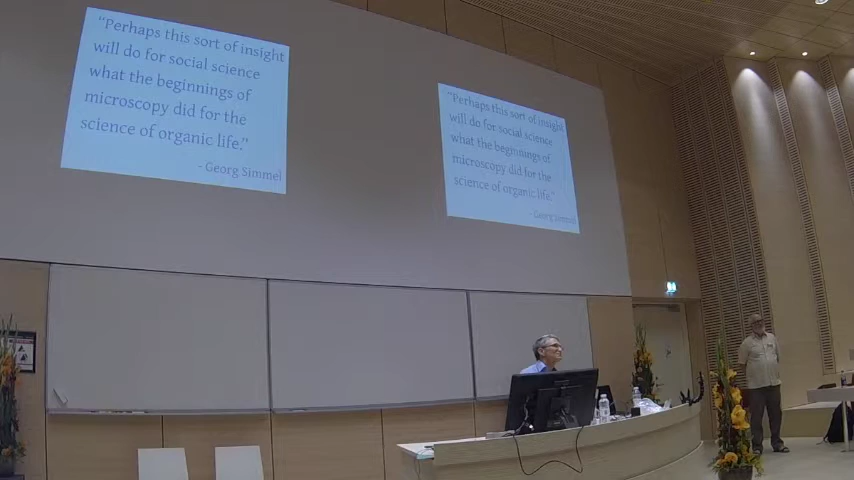 “Perhaps this sort of insight
will do for social science
what the beginnings of
microscopy did for the
science of organic life.”
- Georg Simmel
“Perhaps this sort of insight
will do for social science
what the beginnings of
microscopy did for the
science of organic life.”
- Georg Simmel